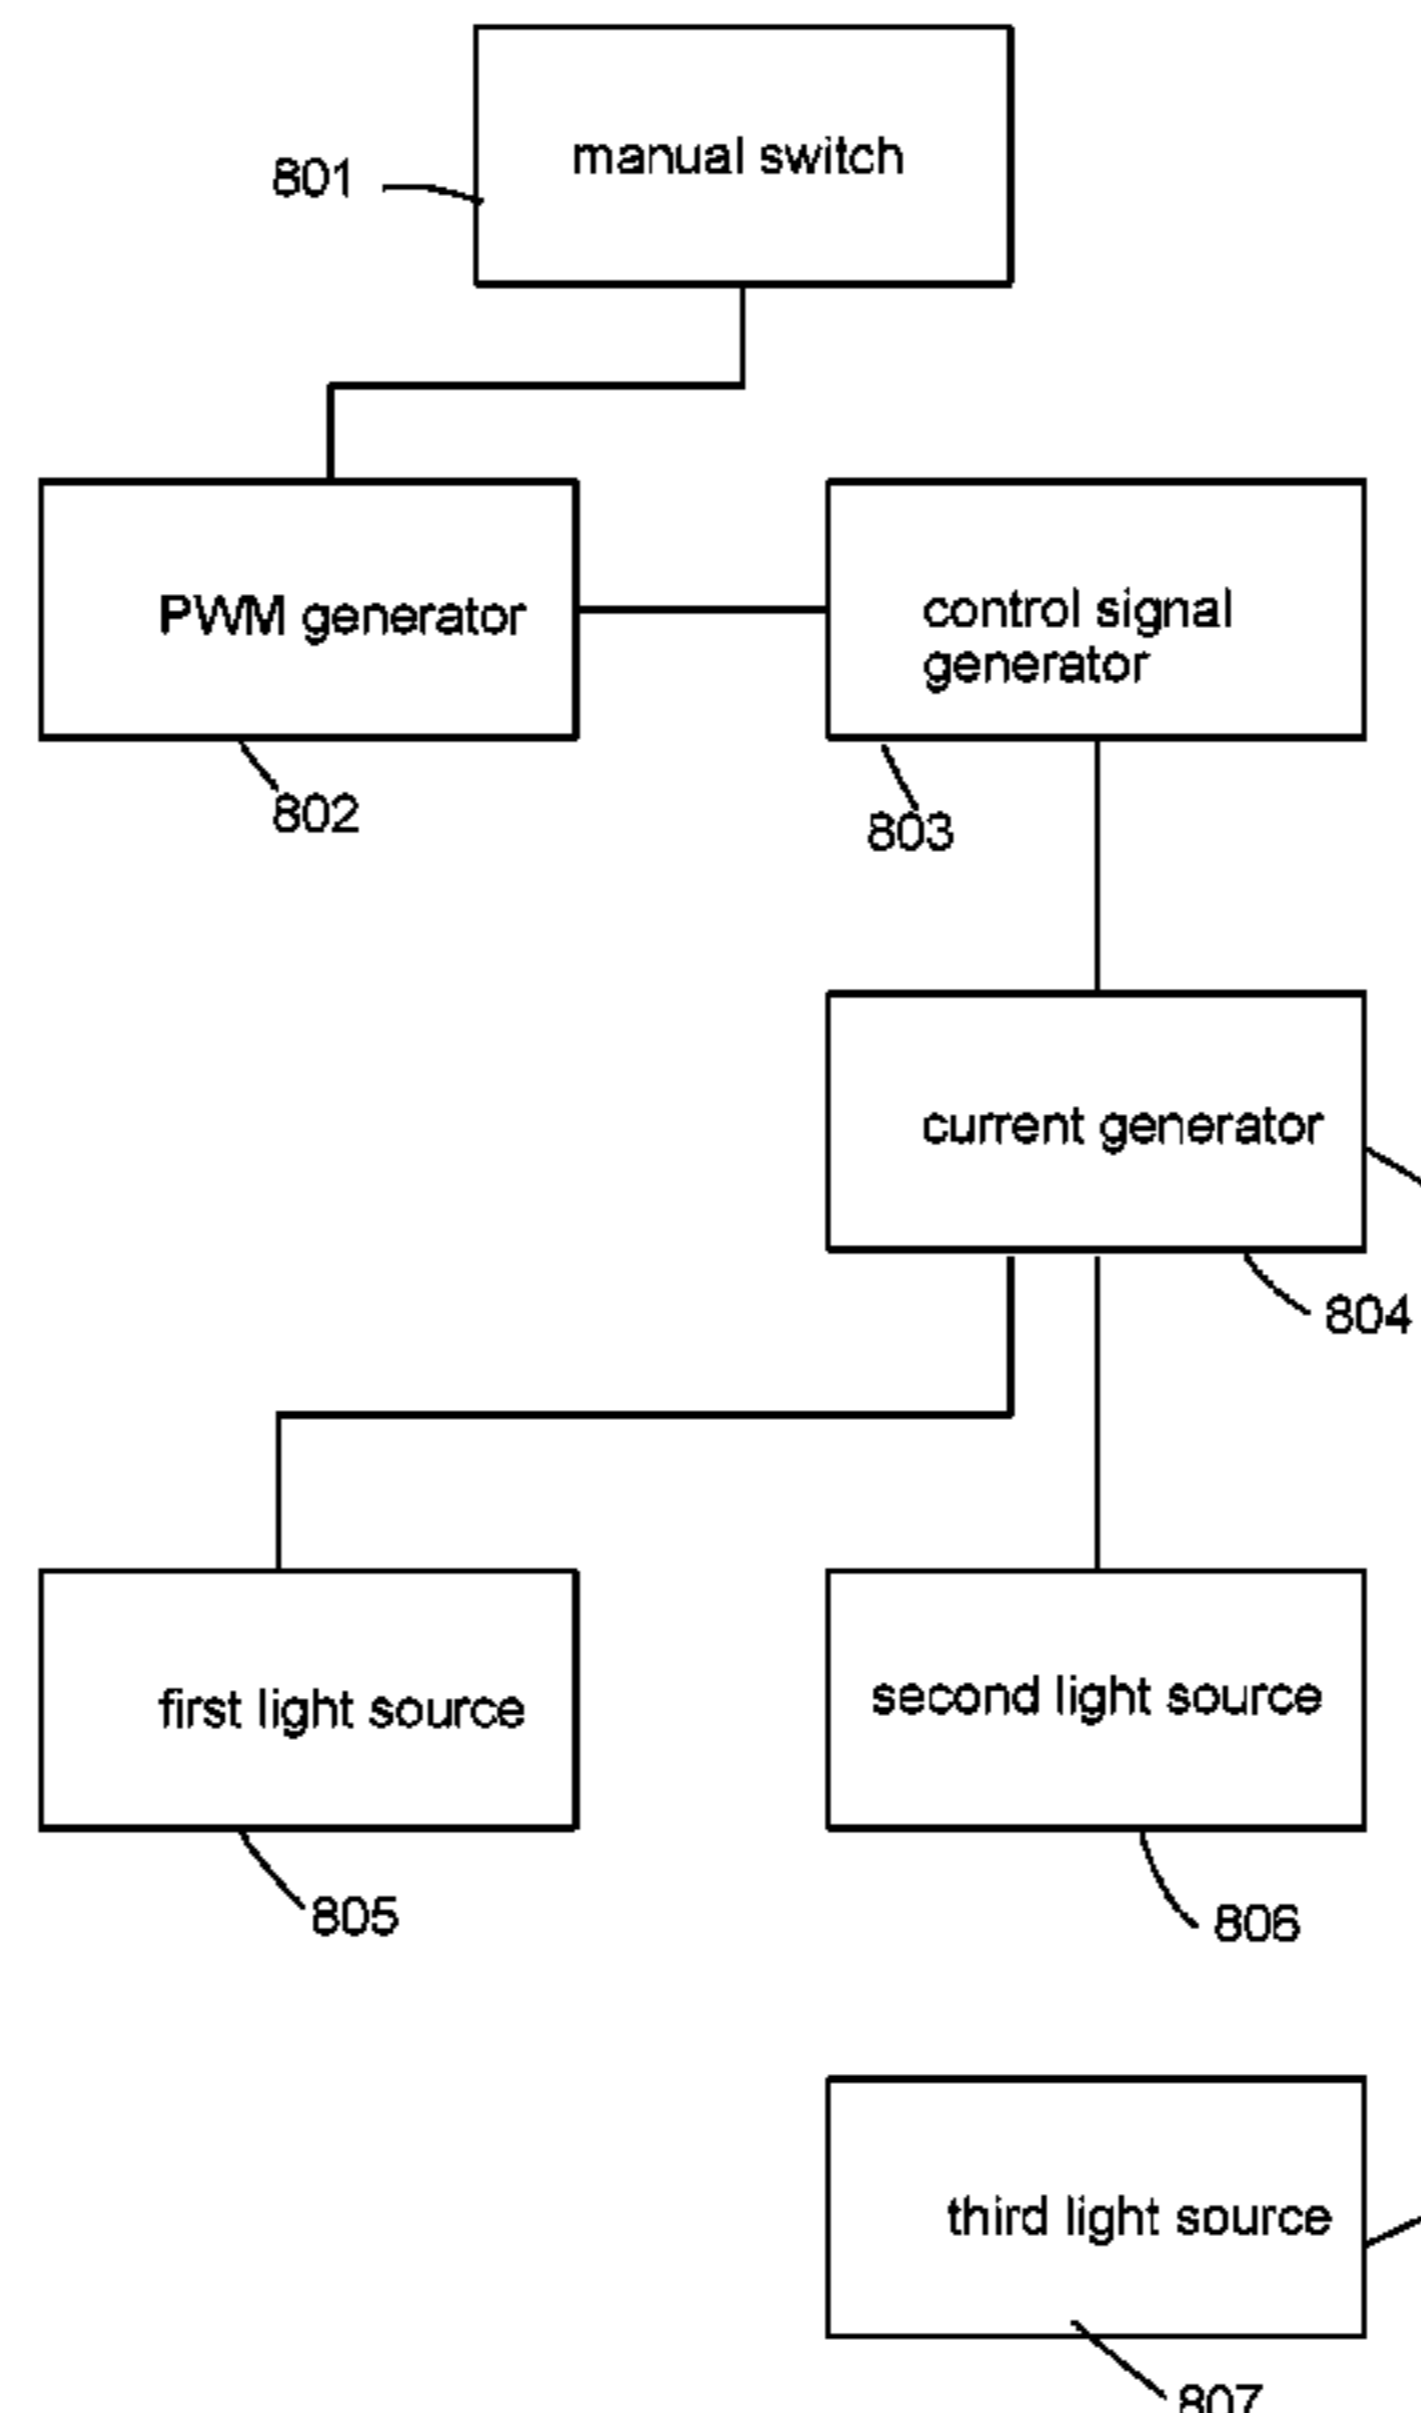 manual switch
801
PWM generator
control signal
generator
802
803
current generator
804
first light source
second light source
805
806
third light source
807